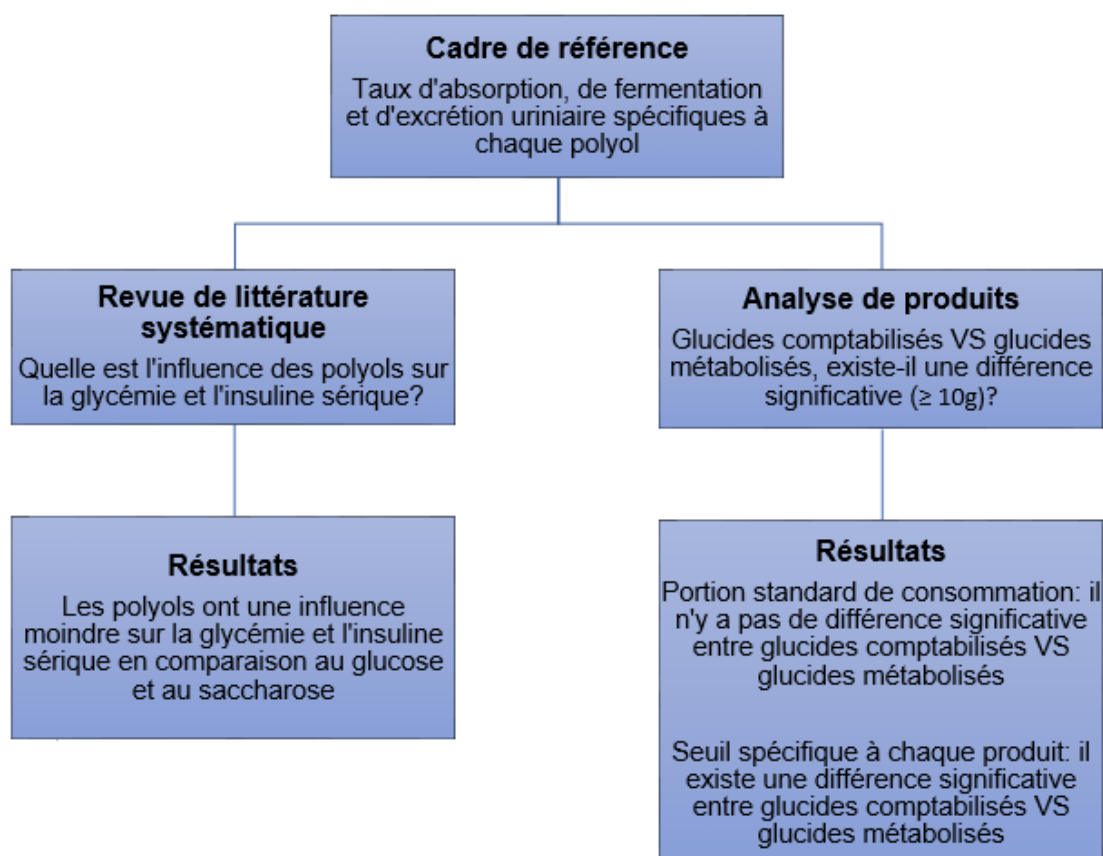 Cadre de référence
Taux d'absorption, de fermentation
et d'excrétion uriniaire spécifiques à
chaque polyol
Revue de littérature
systématique
Quelle est l'influence des polyols sur
la glycémie et l'insuline sérique?
Résultats
Les polyols ont une influence
moindre sur la glycémie et l'insuline
sérique en comparaison au glucose
et au saccharose
Analyse de produits
Glucides comptabilisés VS glucides
métabolisés, existe-il une différence
significative (≥ 10g)?
Résultats
Portion standard de consommation: il
n'y a pas de différence significative
entre glucides comptabilisés VS
glucides métabolisés
Seuil spécifique à chaque produit: il
existe une différence significative
entre glucides comptabilisés VS
glucides métabolisés